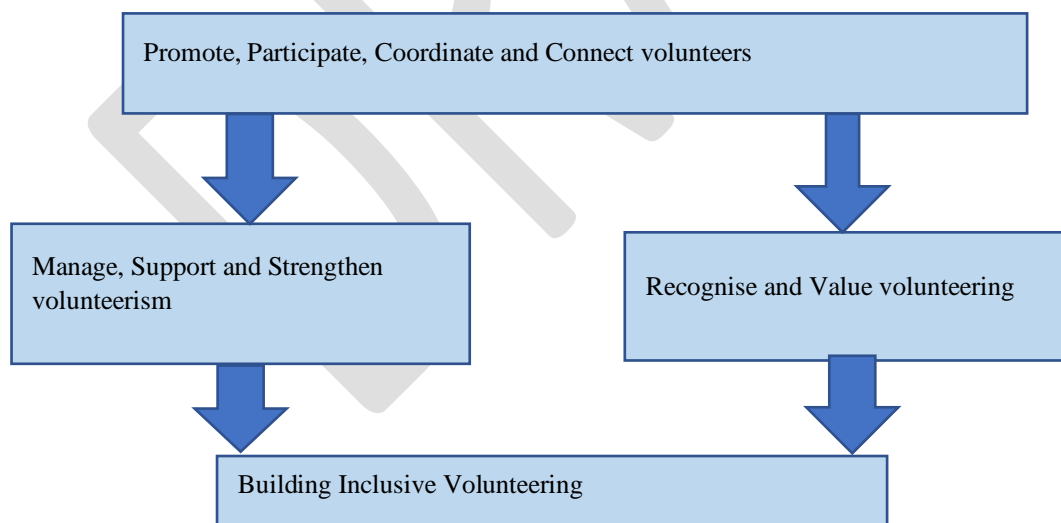 Promote, Participate, Coordinate and Connect volunteers
Manage, Support and Strengthen
volunteerism
Recognise and Value volunteering
Building Inclusive Volunteering